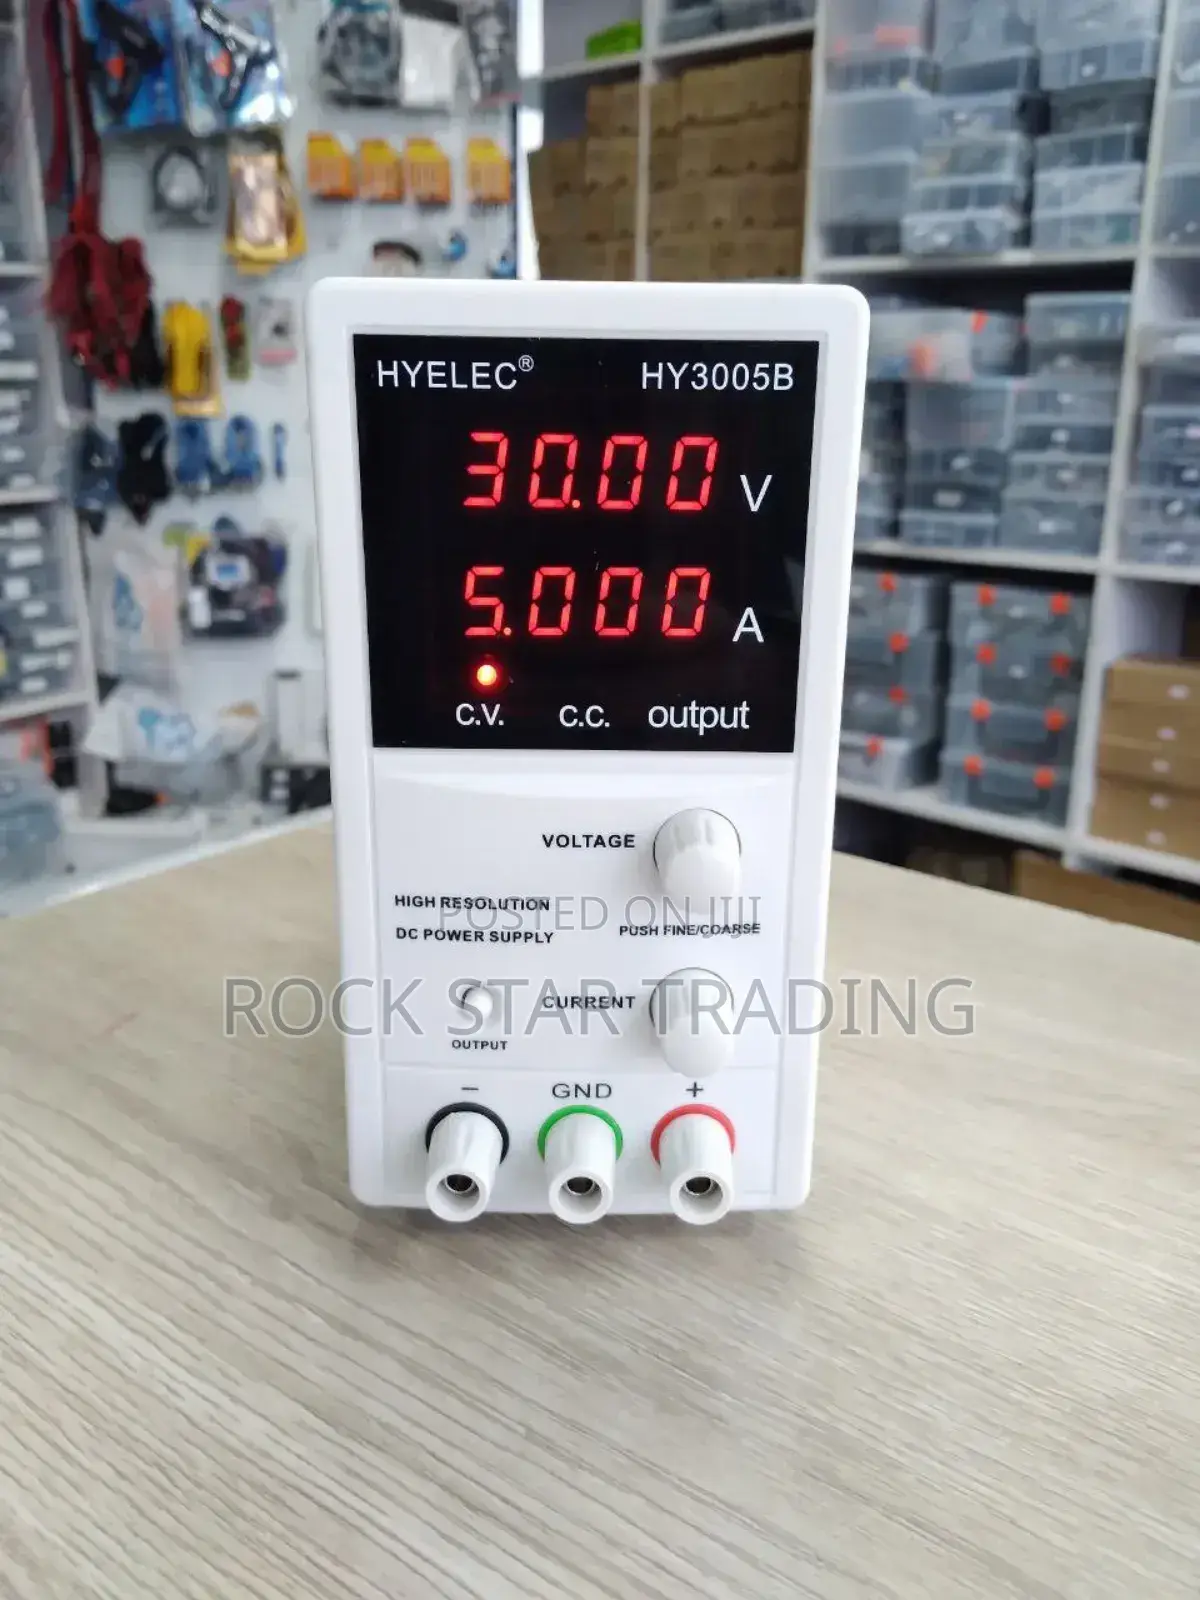 HYELEC® HY3005B
30.00 V
5.000 A
C.V. C.C. output
VOLTAGE
HIGH RESOLUTION
DC POWER SUPPLY
PUSH FINE/COARSE
POSTED ON JIJI
ROCK STAR TRADING
CURRENT
OUTPUT
− GND +